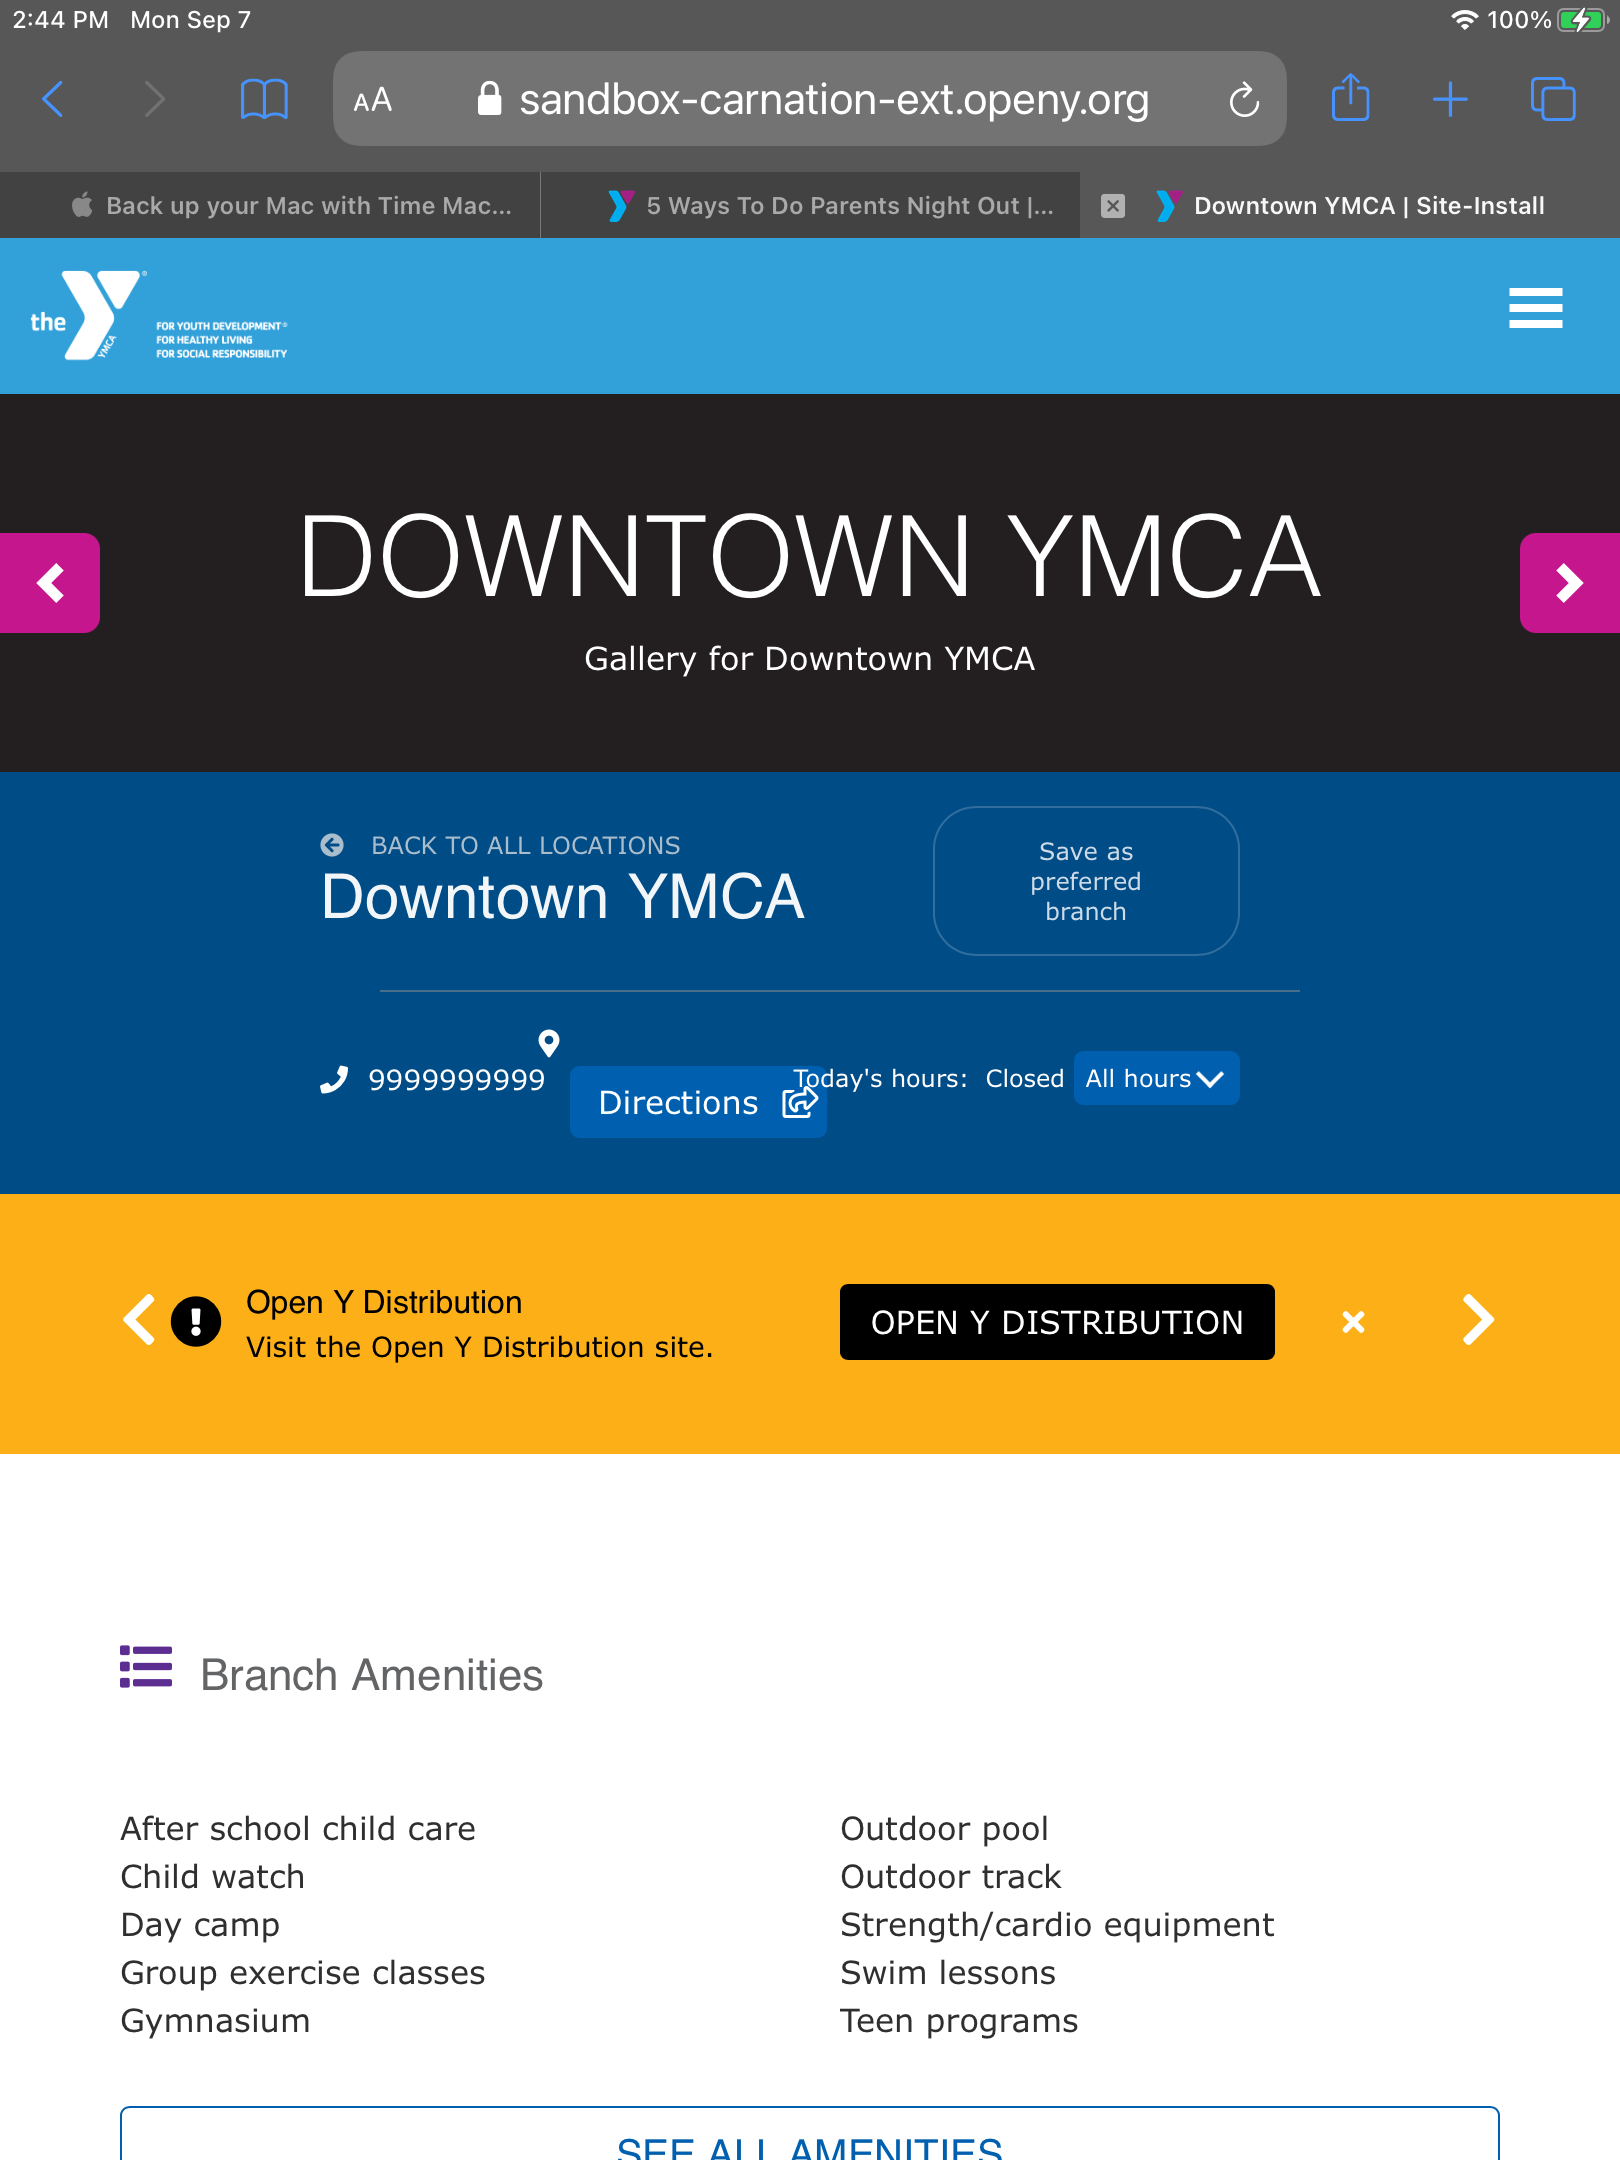 2:44 PM Mon Sep 7 100%
AA sandbox-carnation-ext.openy.org
Back up your Mac with Time Mac... 5 Ways To Do Parents Night Out |... Downtown YMCA | Site-Install
the Y YMCA ®
FOR YOUTH DEVELOPMENT®
FOR HEALTHY LIVING
FOR SOCIAL RESPONSIBILITY
DOWNTOWN YMCA
Gallery for Downtown YMCA
BACK TO ALL LOCATIONS
Downtown YMCA
Save as
preferred
branch
9999999999
Directions
Today's hours: Closed All hours
Open Y Distribution
Visit the Open Y Distribution site.
OPEN Y DISTRIBUTION
Branch Amenities
After school child care
Child watch
Day camp
Group exercise classes
Gymnasium
Outdoor pool
Outdoor track
Strength/cardio equipment
Swim lessons
Teen programs
SEE ALL AMENITIES